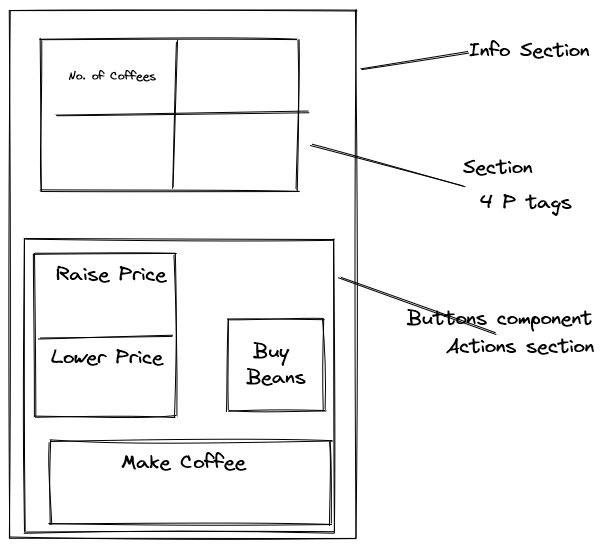 Info Section
No. of Coffees
Section
4 P tags
Raise Price
Buttons component
Actions section
Lower Price
Buy
Beans
Make Coffee